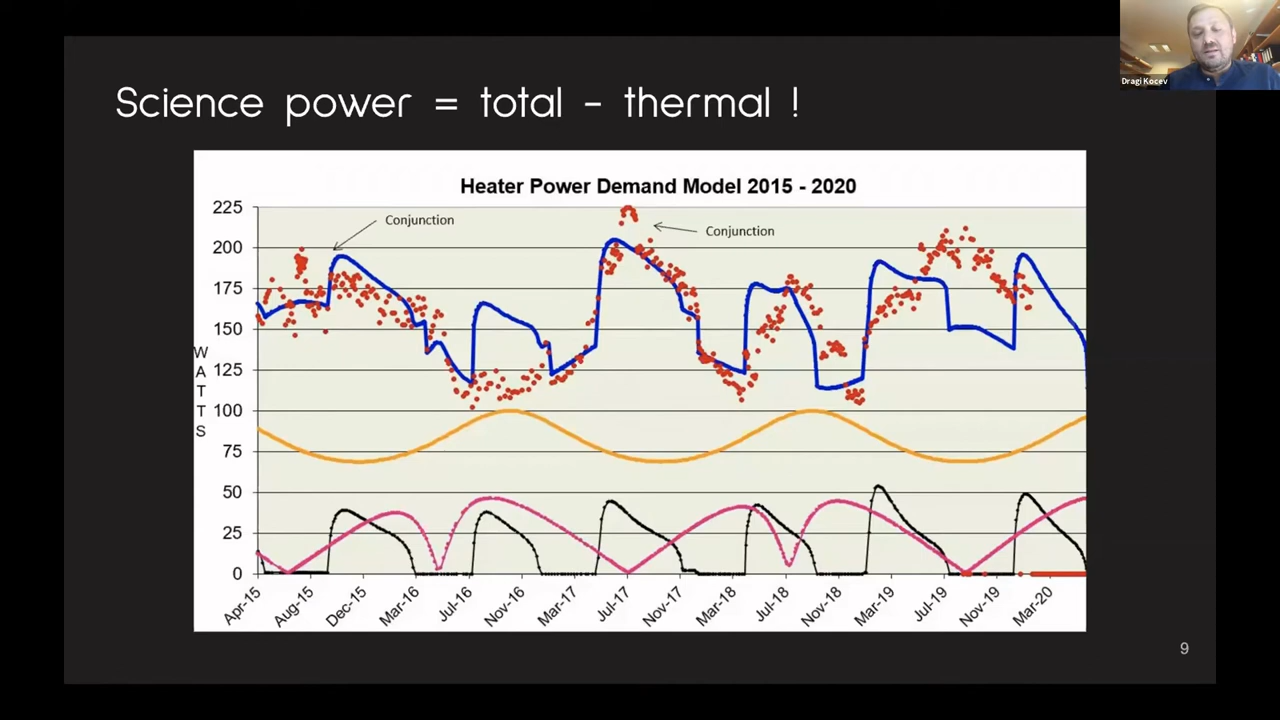 Dragi Kocev
Science power = total - thermal !
Heater Power Demand Model 2015 - 2020
225
Conjunction
Conjunction
200
175
150
125
100
75
50
25
0
WATTS
Apr-15
Aug-15
Dec-15
Mar-16
Jul-16
Nov-16
Mar-17
Jul-17
Nov-17
Mar-18
Jul-18
Nov-18
Mar-19
Jul-19
Nov-19
Mar-20
9